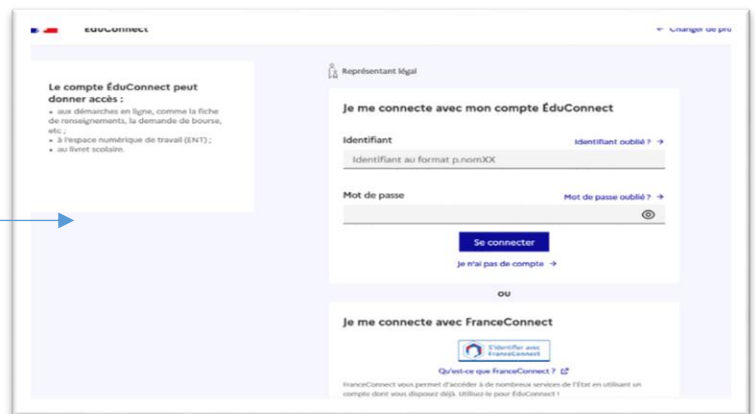 ÉduConnect
← Changer de pro
Le compte ÉduConnect peut
donner accès :
• aux démarches en ligne, comme la fiche
de renseignements, la demande de bourse,
etc ;
• à l'espace numérique de travail (ENT) ;
• au livret scolaire.
Représentant légal
Je me connecte avec mon compte ÉduConnect
Identifiant
Identifiant oublié ? →
Identifiant au format p.nomXX
Mot de passe
Mot de passe oublié ? →
Se connecter
Je n'ai pas de compte →
OU
Je me connecte avec FranceConnect
S'identifier avec
FranceConnect
Qu'est-ce que FranceConnect ?
FranceConnect vous permet d'accéder à de nombreux services de l'État en utilisant un
compte dont vous disposez déjà. Utilisez-le pour ÉduConnect !